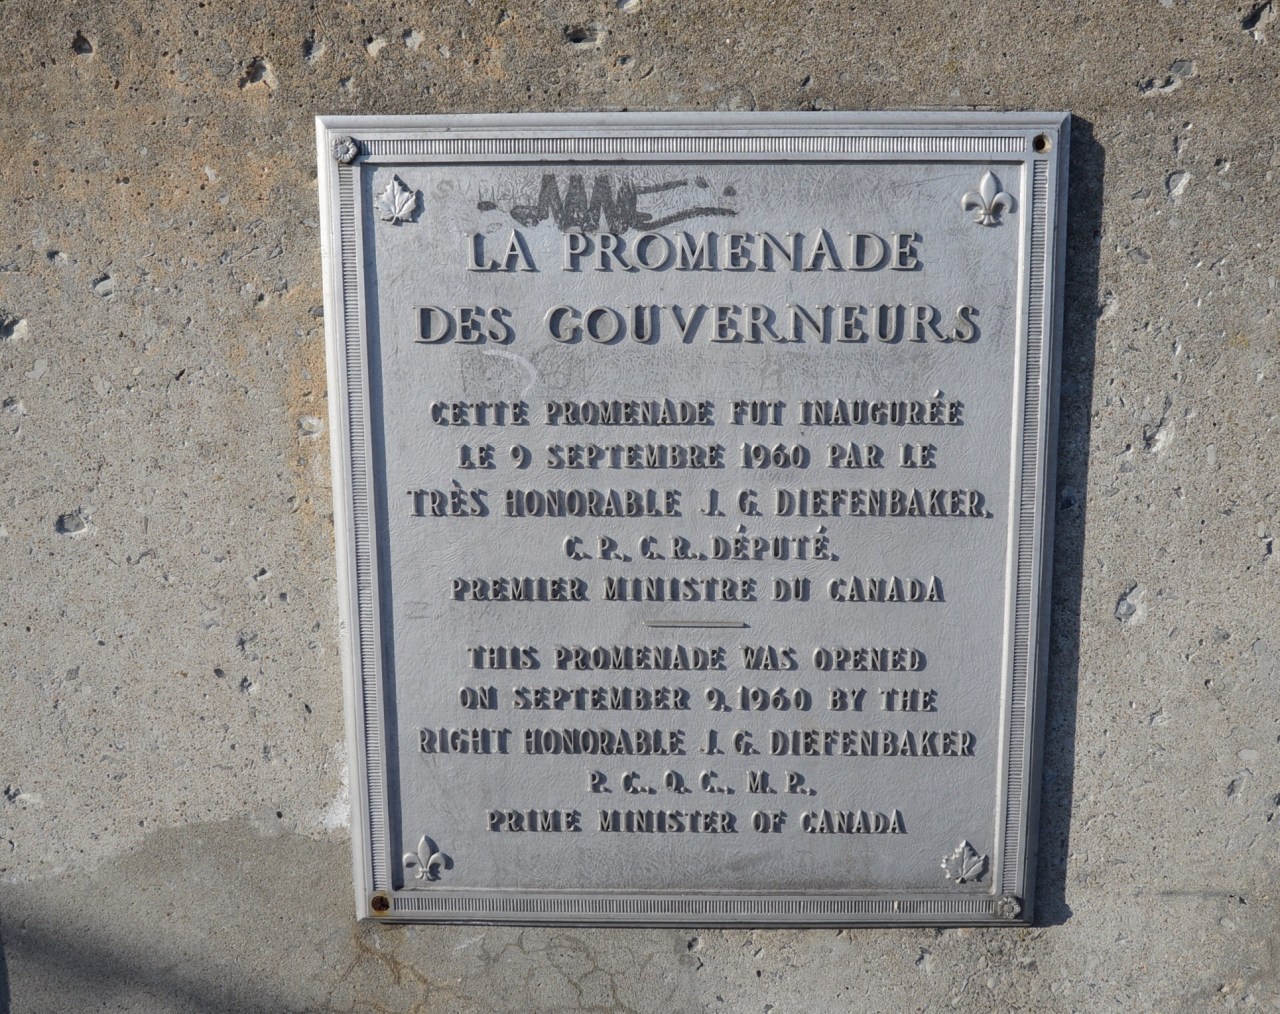 LA PROMENADE
DES GOUVERNEURS
CETTE PROMENADE FUT INAUGURÉE
LE 9 SEPTEMBRE 1960 PAR LE
TRÈS HONORABLE J. G. DIEFENBAKER,
C. P., C. R., DÉPUTÉ,
PREMIER MINISTRE DU CANADA
THIS PROMENADE WAS OPENED
ON SEPTEMBER 9, 1960 BY THE
RIGHT HONORABLE J. G. DIEFENBAKER
P. C., Q. C., M. P.,
PRIME MINISTER OF CANADA